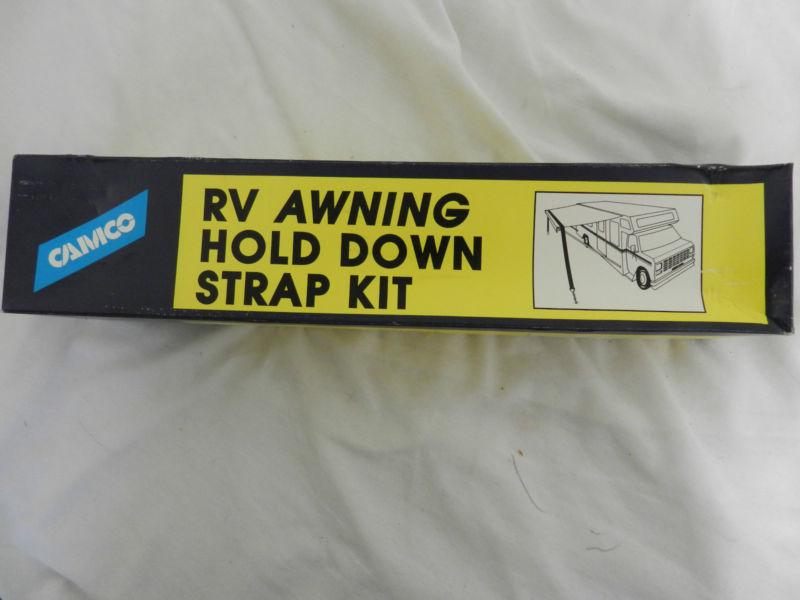 CAMCO
RV AWNING
HOLD DOWN
STRAP KIT